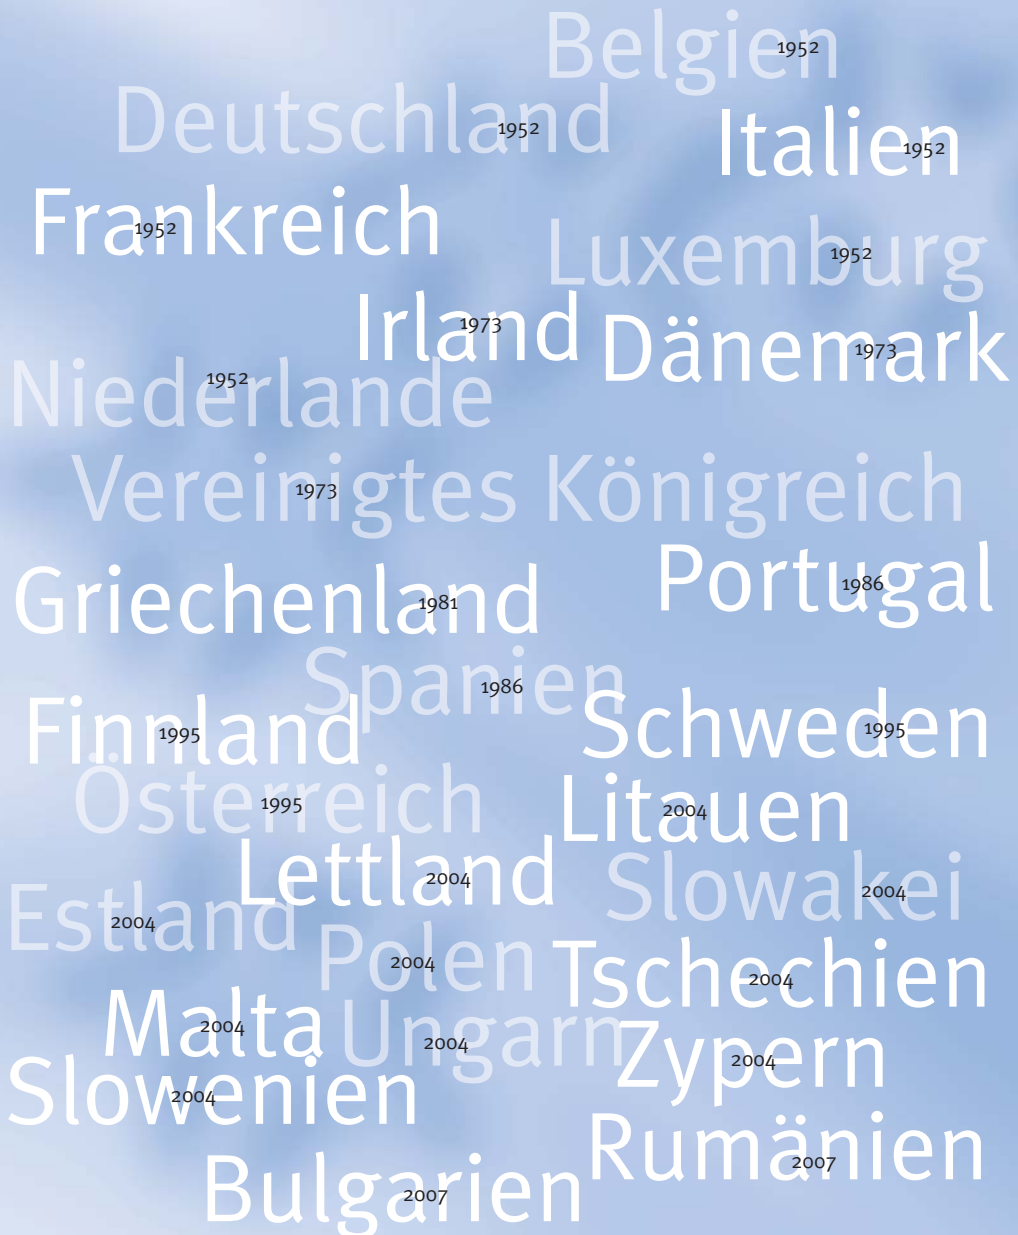 Belgien
1952
Deutschland
1952
Italien
1952
Frankreich
1952
Luxemburg
1952
Irland
1973
Dänemark
1973
Niederlande
1952
Vereinigtes Königreich
1973
Portugal
1986
Griechenland
1981
Spanien
1986
Schweden
1995
Finnland
1995
Österreich
1995
Litauen
2004
Lettland
2004
Slowakei
2004
Estland
2004
Polen
2004
Tschechien
2004
Malta
2004
Ungarn
2004
Zypern
2004
Slowenien
2004
Rumänien
2007
Bulgarien
2007